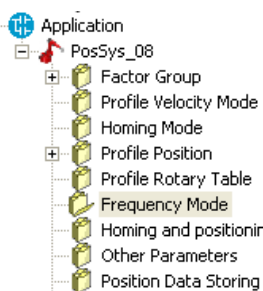 Application
PosSys_08
Factor Group
Profile Velocity Mode
Homing Mode
Profile Position
Profile Rotary Table
Frequency Mode
Homing and
Other Parameters
Position Data Storing